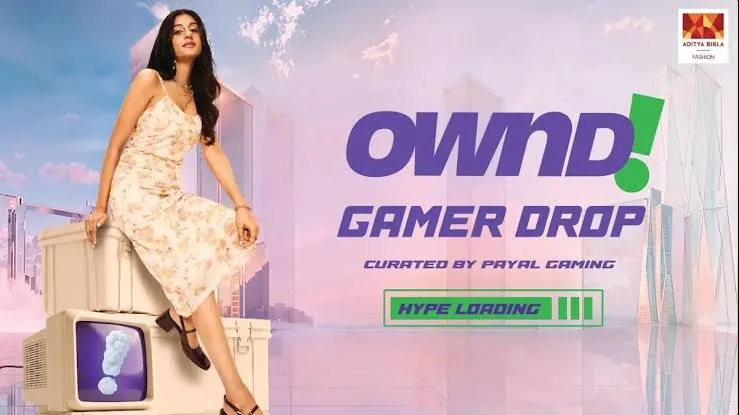 ADITYA BIRLA
FASHION
OWND!
GAMER DROP
CURATED BY PAYAL GAMING
HYPE LOADING